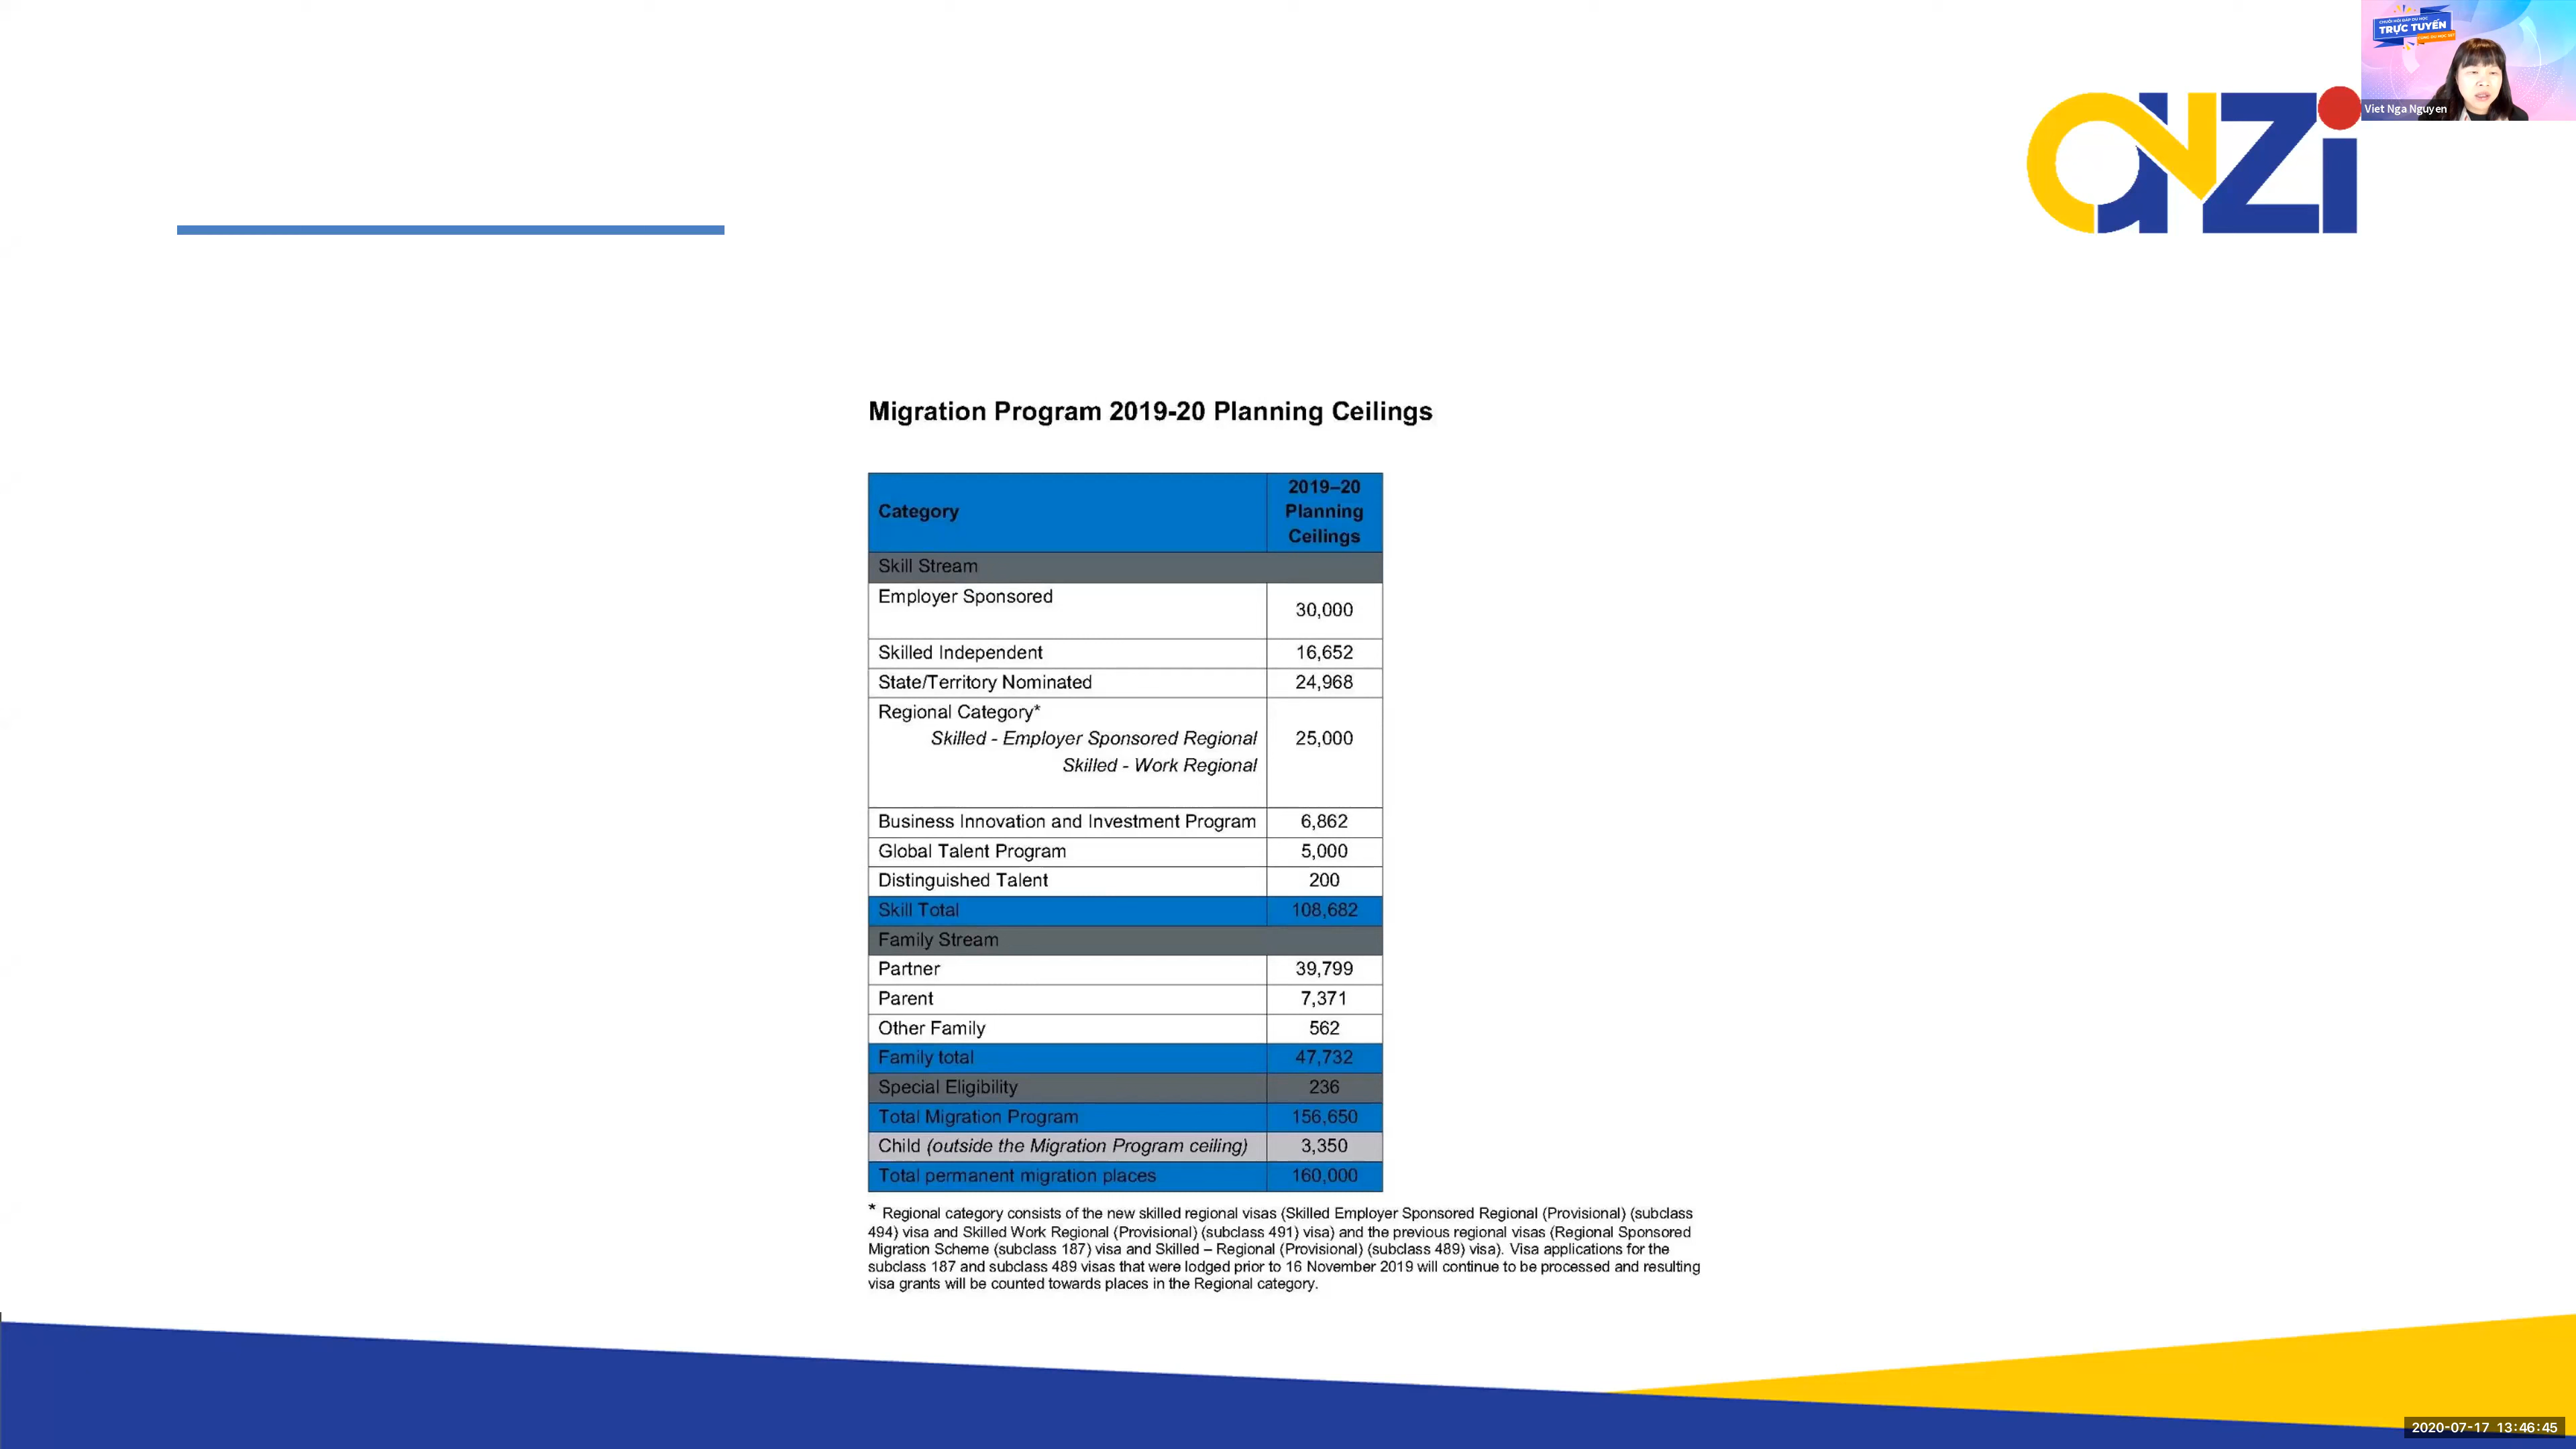 TRỰC TUYẾN
Viet Nga Nguyen
aNZi
Migration Program 2019-20 Planning Ceilings
Category
2019–20
Planning
Ceilings
Skill Stream
Employer Sponsored 30,000
Skilled Independent 16,652
State/Territory Nominated 24,968
Regional Category*
Skilled - Employer Sponsored Regional 25,000
Skilled - Work Regional
Business Innovation and Investment Program 6,862
Global Talent Program 5,000
Distinguished Talent 200
Skill Total 108,682
Family Stream
Partner 39,799
Parent 7,371
Other Family 562
Family total 47,732
Special Eligibility 236
Total Migration Program 156,650
Child (outside the Migration Program ceiling) 3,350
Total permanent migration places 160,000
* Regional category consists of the new skilled regional visas (Skilled Employer Sponsored Regional (Provisional) (subclass
494) visa and Skilled Work Regional (Provisional) (subclass 491) visa) and the previous regional visas (Regional Sponsored
Migration Scheme (subclass 187) visa and Skilled – Regional (Provisional) (subclass 489) visa). Visa applications for the
subclass 187 and subclass 489 visas that were lodged prior to 16 November 2019 will continue to be processed and resulting
visa grants will be counted towards places in the Regional category.
2020-07-17 13:46:45